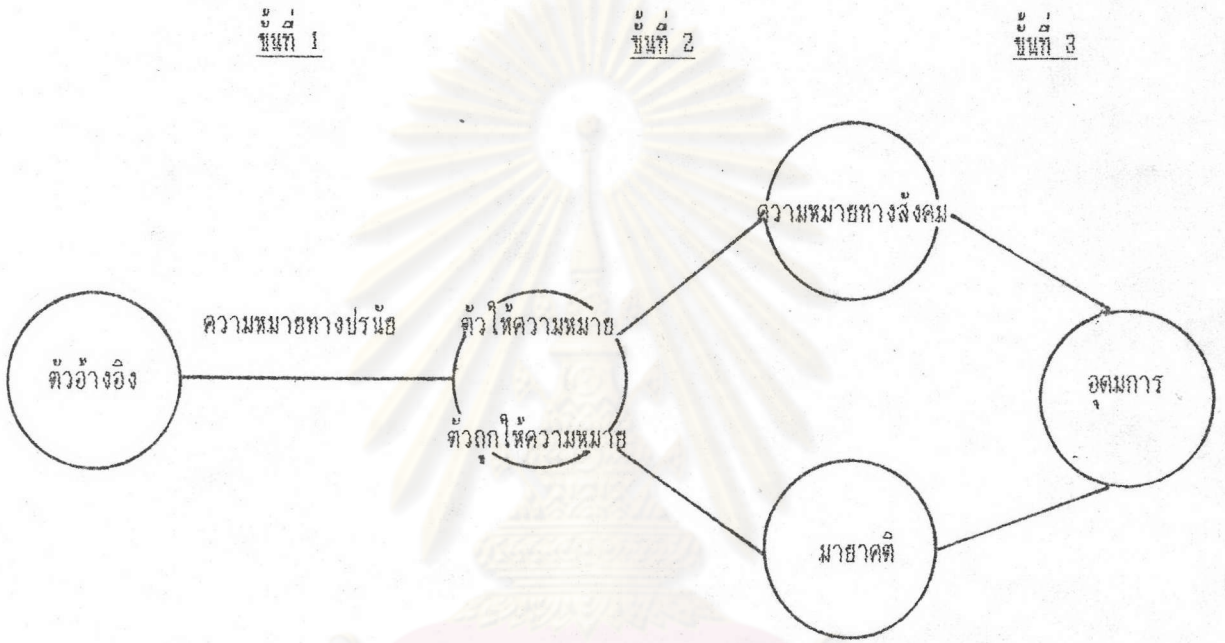 ขั้นที่ 1 ขั้นที่ 2 ขั้นที่ 3
ความหมายทางสังคม
ความหมายทางปรนัย ตัวให้ความหมาย
ตัวอ้างอิง อุดมการ
ตัวถูกให้ความหมาย
มายาคติ